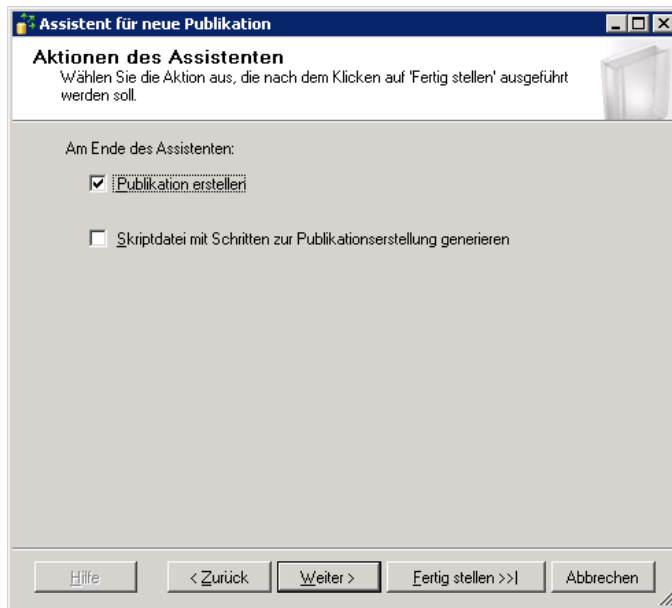 Assistent für neue Publikation
Aktionen des Assistenten
Wählen Sie die Aktion aus, die nach dem Klicken auf 'Fertig stellen' ausgeführt
werden soll.
Am Ende des Assistenten:
Publikation erstellen
Skriptdatei mit Schritten zur Publikationserstellung generieren
Hilfe
< Zurück
Weiter >
Fertig stellen >>|
Abbrechen